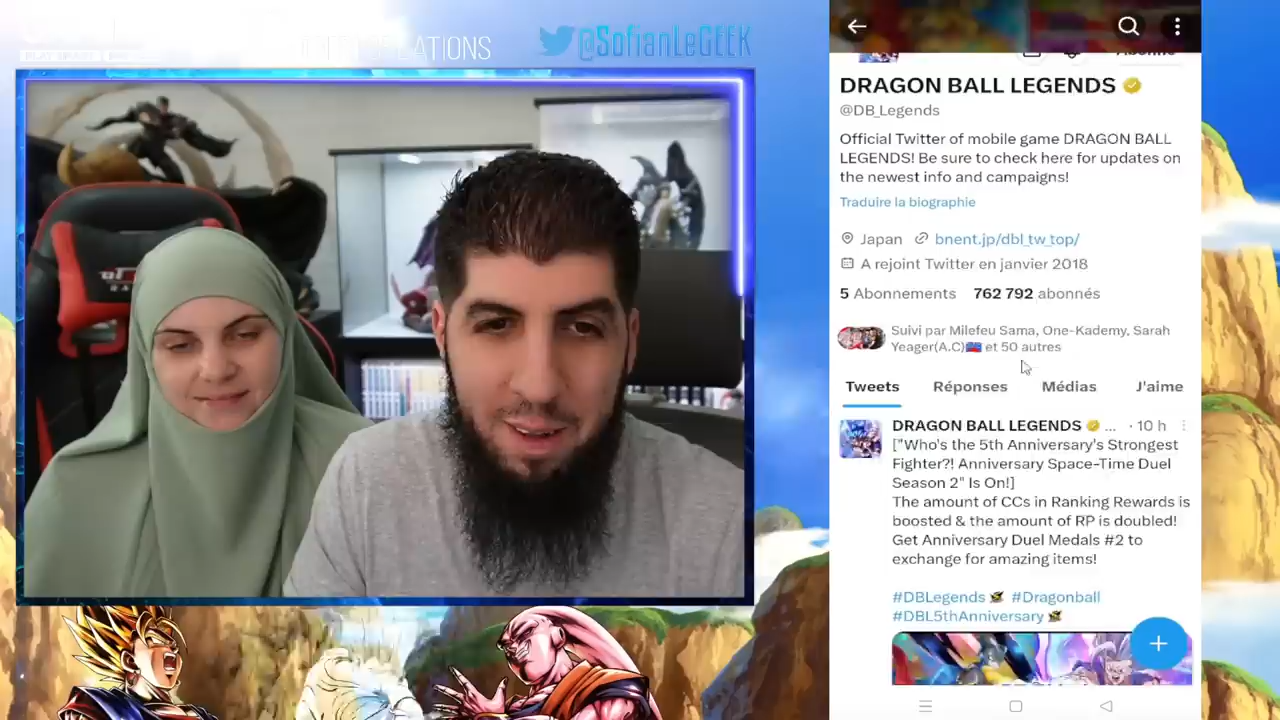 @SofianLeGEEK
DRAGON BALL LEGENDS
@DB_Legends
Official Twitter of mobile game DRAGON BALL
LEGENDS! Be sure to check here for updates on
the newest info and campaigns!
Traduire la biographie
Japan bnent.jp/dbl_tw_top/
A rejoint Twitter en janvier 2018
5 Abonnements 762 792 abonnés
Suivi par Milefeu Sama, One-Kademy, Sarah
Yeager(A.C) et 50 autres
Tweets Réponses Médias J'aime
DRAGON BALL LEGENDS ... · 10 h
["Who's the 5th Anniversary's Strongest
Fighter?! Anniversary Space-Time Duel
Season 2" Is On!]
The amount of CCs in Ranking Rewards is
boosted & the amount of RP is doubled!
Get Anniversary Duel Medals #2 to
exchange for amazing items!
#DBLegends #Dragonball
#DBL5thAnniversary